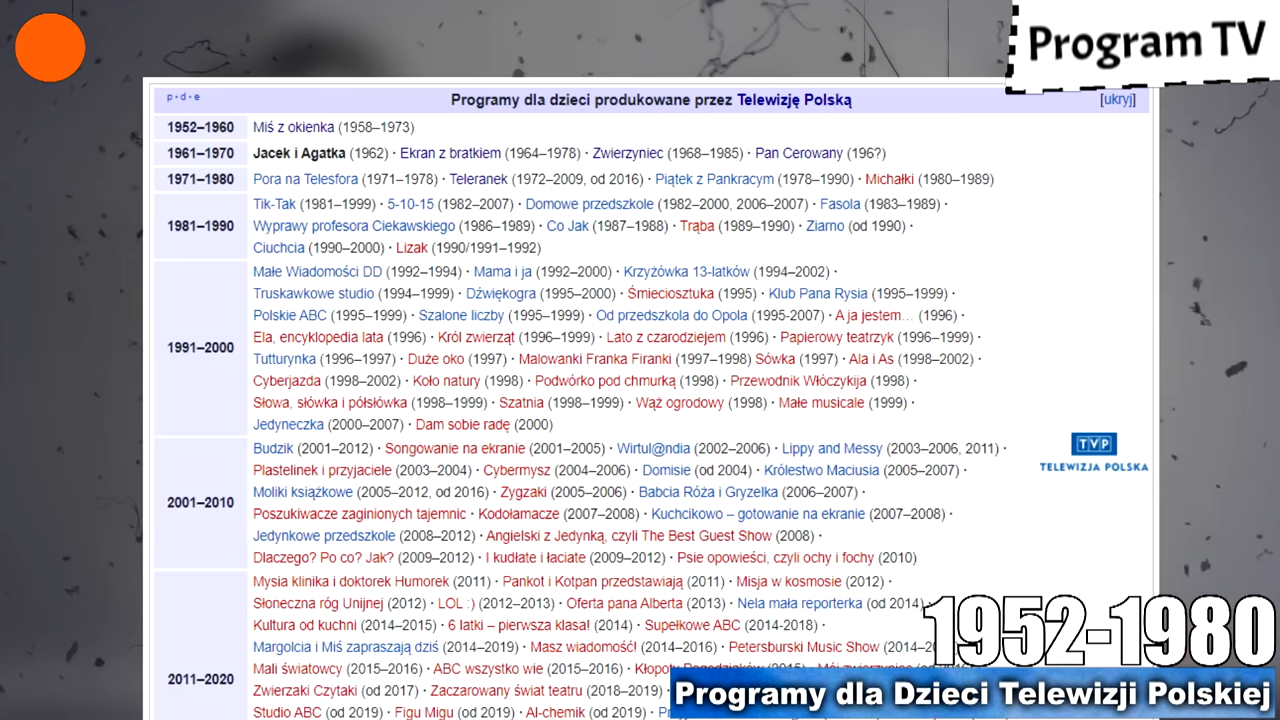 Program TV
p · d · e
Programy dla dzieci produkowane przez Telewizję Polską
[ukryj]
1952–1960 Miś z okienka (1958–1973)
1961–1970 Jacek i Agatka (1962) · Ekran z bratkiem (1964–1978) · Zwierzyniec (1968–1985) · Pan Cerowany (196?)
1971–1980 Pora na Telesfora (1971–1978) · Teleranek (1972–2009, od 2016) · Piątek z Pankracym (1978–1990) · Michałki (1980–1989)
1981–1990
Tik-Tak (1981–1999) · 5-10-15 (1982–2007) · Domowe przedszkole (1982–2000, 2006–2007) · Fasola (1983–1989) ·
Wyprawy profesora Ciekawskiego (1986–1989) · Co Jak (1987–1988) · Trąba (1989–1990) · Ziarno (od 1990) ·
Ciuchcia (1990–2000) · Lizak (1990/1991–1992)
1991–2000
Małe Wiadomości DD (1992–1994) · Mama i ja (1992–2000) · Krzyżówka 13-latków (1994–2002) ·
Truskawkowe studio (1994–1999) · Dźwiękogra (1995–2000) · Śmieciosztuka (1995) · Klub Pana Rysia (1995–1999) ·
Polskie ABC (1995–1999) · Szalone liczby (1995–1999) · Od przedszkola do Opola (1995-2007) · A ja jestem… (1996) ·
Ela, encyklopedia lata (1996) · Król zwierząt (1996–1999) · Lato z czarodziejem (1996) · Papierowy teatrzyk (1996–1999) ·
Tutturynka (1996–1997) · Duże oko (1997) · Malowanki Franka Firanki (1997–1998) Sówka (1997) · Ala i As (1998–2002) ·
Cyberjazda (1998–2002) · Koło natury (1998) · Podwórko pod chmurką (1998) · Przewodnik Włóczykija (1998) ·
Słowa, słówka i półsłówka (1998–1999) · Szatnia (1998–1999) · Wąż ogrodowy (1998) · Małe musicale (1999) ·
Jedyneczka (2000–2007) · Dam sobie radę (2000)
2001–2010
Budzik (2001–2012) · Songowanie na ekranie (2001–2005) · Wirtul@ndia (2002–2006) · Lippy and Messy (2003–2006, 2011) ·
Plastelinek i przyjaciele (2003–2004) · Cybermysz (2004–2006) · Domisie (od 2004) · Królestwo Maciusia (2005–2007) ·
Moliki książkowe (2005–2012, od 2016) · Zygzaki (2005–2006) · Babcia Róża i Gryzelka (2006–2007) ·
Poszukiwacze zaginionych tajemnic · Kodołamacze (2007–2008) · Kuchcikowo – gotowanie na ekranie (2007–2008) ·
Jedynkowe przedszkole (2008–2012) · Angielski z Jedynką, czyli The Best Guest Show (2008) ·
Dlaczego? Po co? Jak? (2009–2012) · I kudłate i łaciate (2009–2012) · Psie opowieści, czyli ochy i fochy (2010)
TVP
TELEWIZJA POLSKA
2011–2020
Mysia klinika i doktorek Humorek (2011) · Pankot i Kotpan przedstawiają (2011) · Misja w kosmosie (2012) ·
Słoneczna róg Unijnej (2012) · LOL :) (2012–2013) · Oferta pana Alberta (2013) · Nela mała reporterka (od 2014) ·
Kultura od kuchni (2014–2015) · 6 latki – pierwsza klasa! (2014) · Supełkowe ABC (2014-2018) ·
Margolcia i Miś zapraszają dziś (2014–2019) · Masz wiadomość! (2014–2016) · Petersburski Music Show (2014–20
Mali światowcy (2015–2016) · ABC wszystko wie (2015–2016) ·
Zwierzaki Czytaki (od 2017) · Zaczarowany świat teatru (2018–2019) ·
Studio ABC (od 2019) · Figu Migu (od 2019) · Al-chemik (od 2019) ·
1952-1980
Programy dla Dzieci Telewizji Polskiej